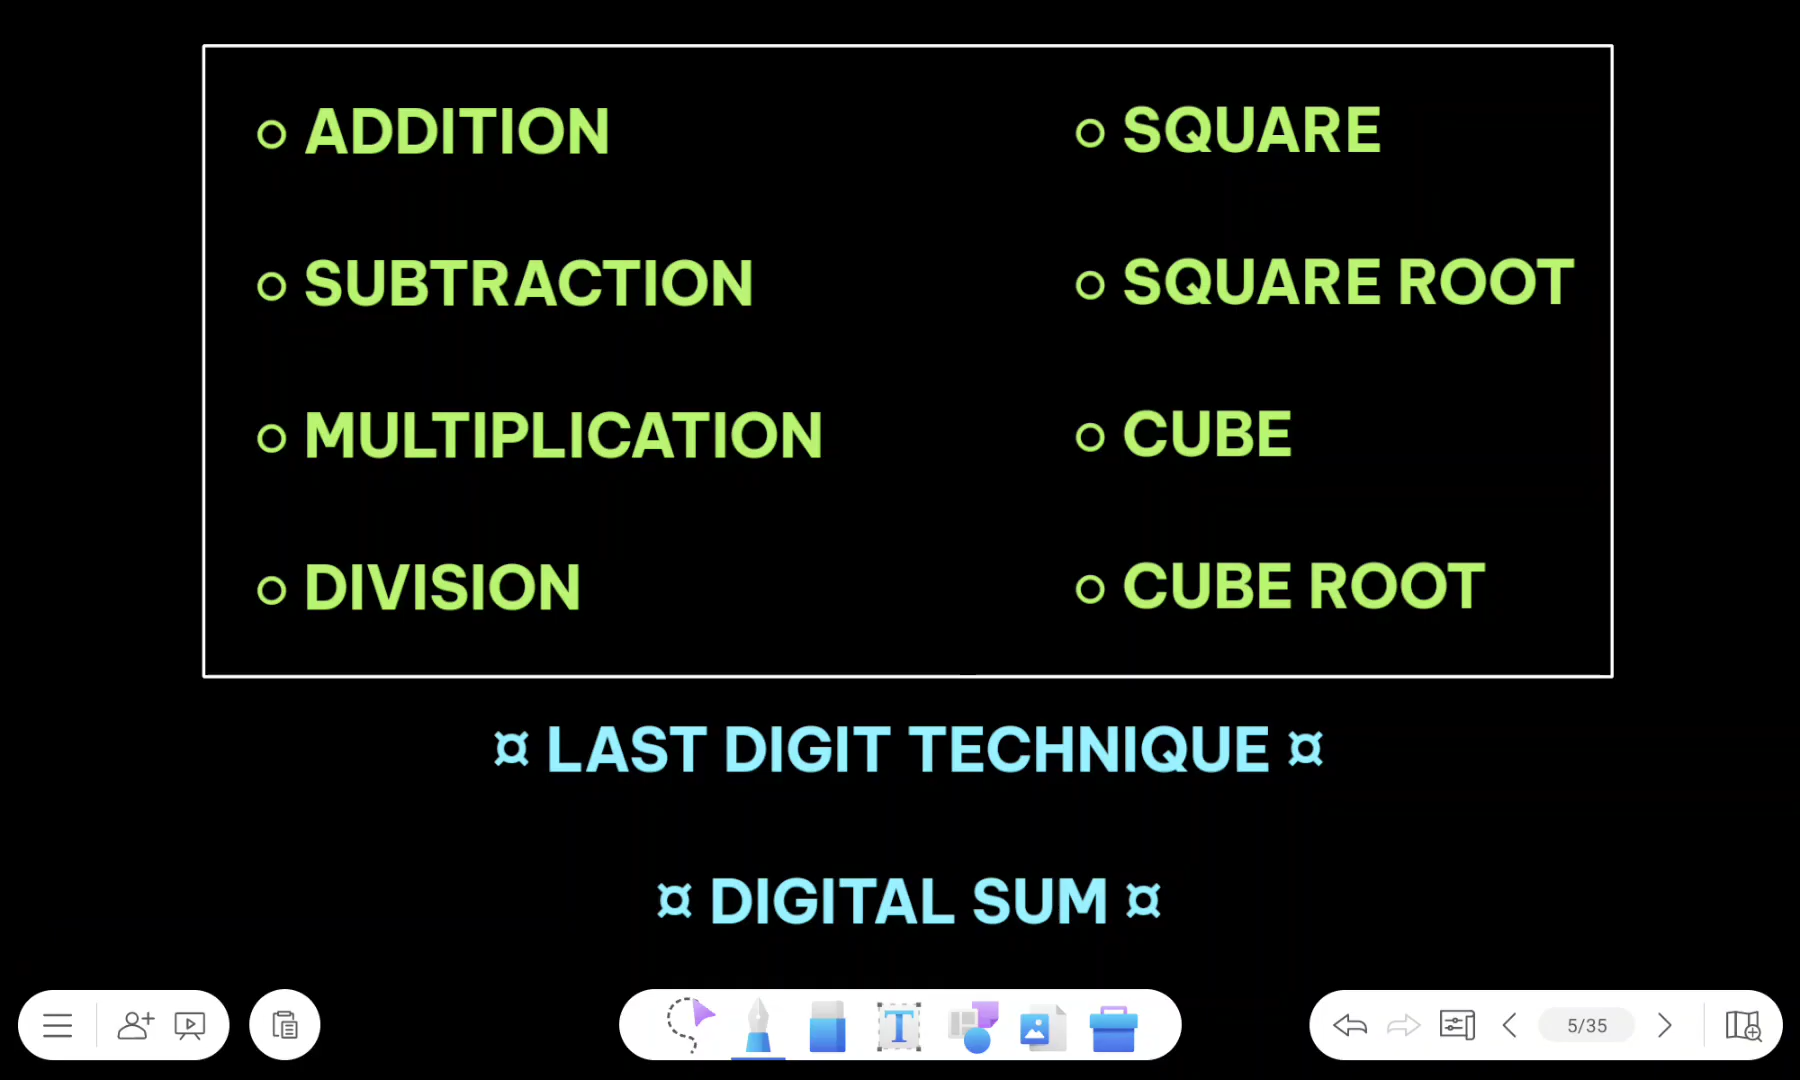 ○ ADDITION
○ SUBTRACTION
○ MULTIPLICATION
○ DIVISION
○ SQUARE
○ SQUARE ROOT
○ CUBE
○ CUBE ROOT
¤ LAST DIGIT TECHNIQUE ¤
¤ DIGITAL SUM ¤
T
5/35